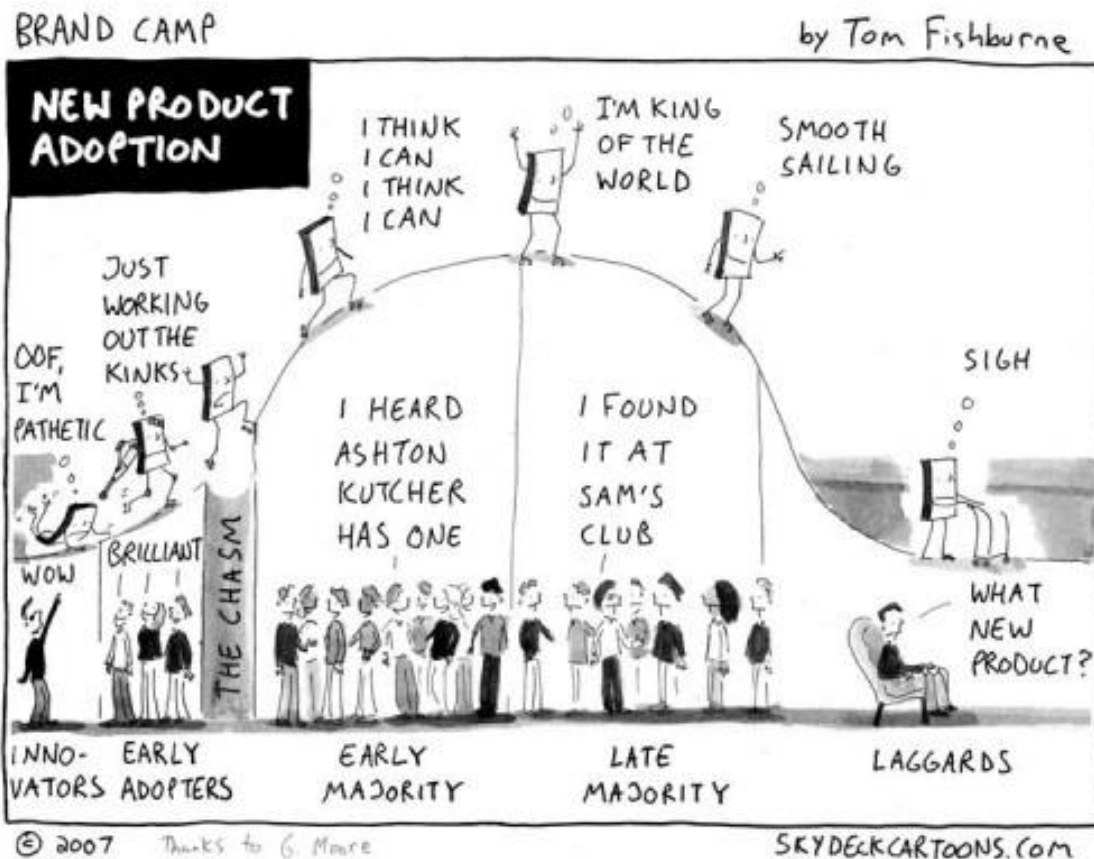 BRAND CAMP
by Tom Fishburne
NEW PRODUCT
ADOPTION
OOF,
I'M
PATHETIC
JUST
WORKING
OUT THE
KINKS
I THINK
I CAN
I THINK
I CAN
I'M KING
OF THE
WORLD
SMOOTH
SAILING
SIGH
WOW
BRILLIANT
THE CHASM
I HEARD
ASHTON
KUTCHER
HAS ONE
I FOUND
IT AT
SAM'S
CLUB
WHAT
NEW
PRODUCT?
INNO-
VATORS
EARLY
ADOPTERS
EARLY
MAJORITY
LATE
MAJORITY
LAGGARDS
© 2007
Thanks to G. Moore
SKYDECKCARTOONS.COM